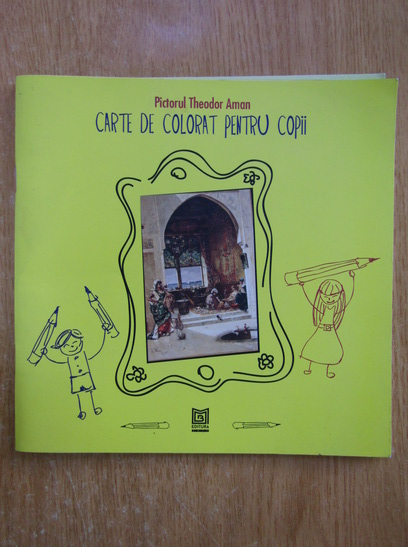 Pictorul Theodor Aman
CARTE DE COLORAT PENTRU COPII
EDITURA